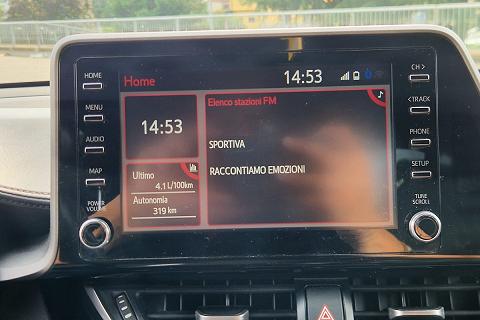 HOME
MENU
AUDIO
MAP
POWER
VOLUME
Home
14:53
CH >
< TRACK
PHONE
SETUP
TUNE
SCROLL
14:53
Ultimo
4.1 L/100km
Autonomia
319 km
Elenco stazioni FM
SPORTIVA
RACCONTIAMO EMOZIONI